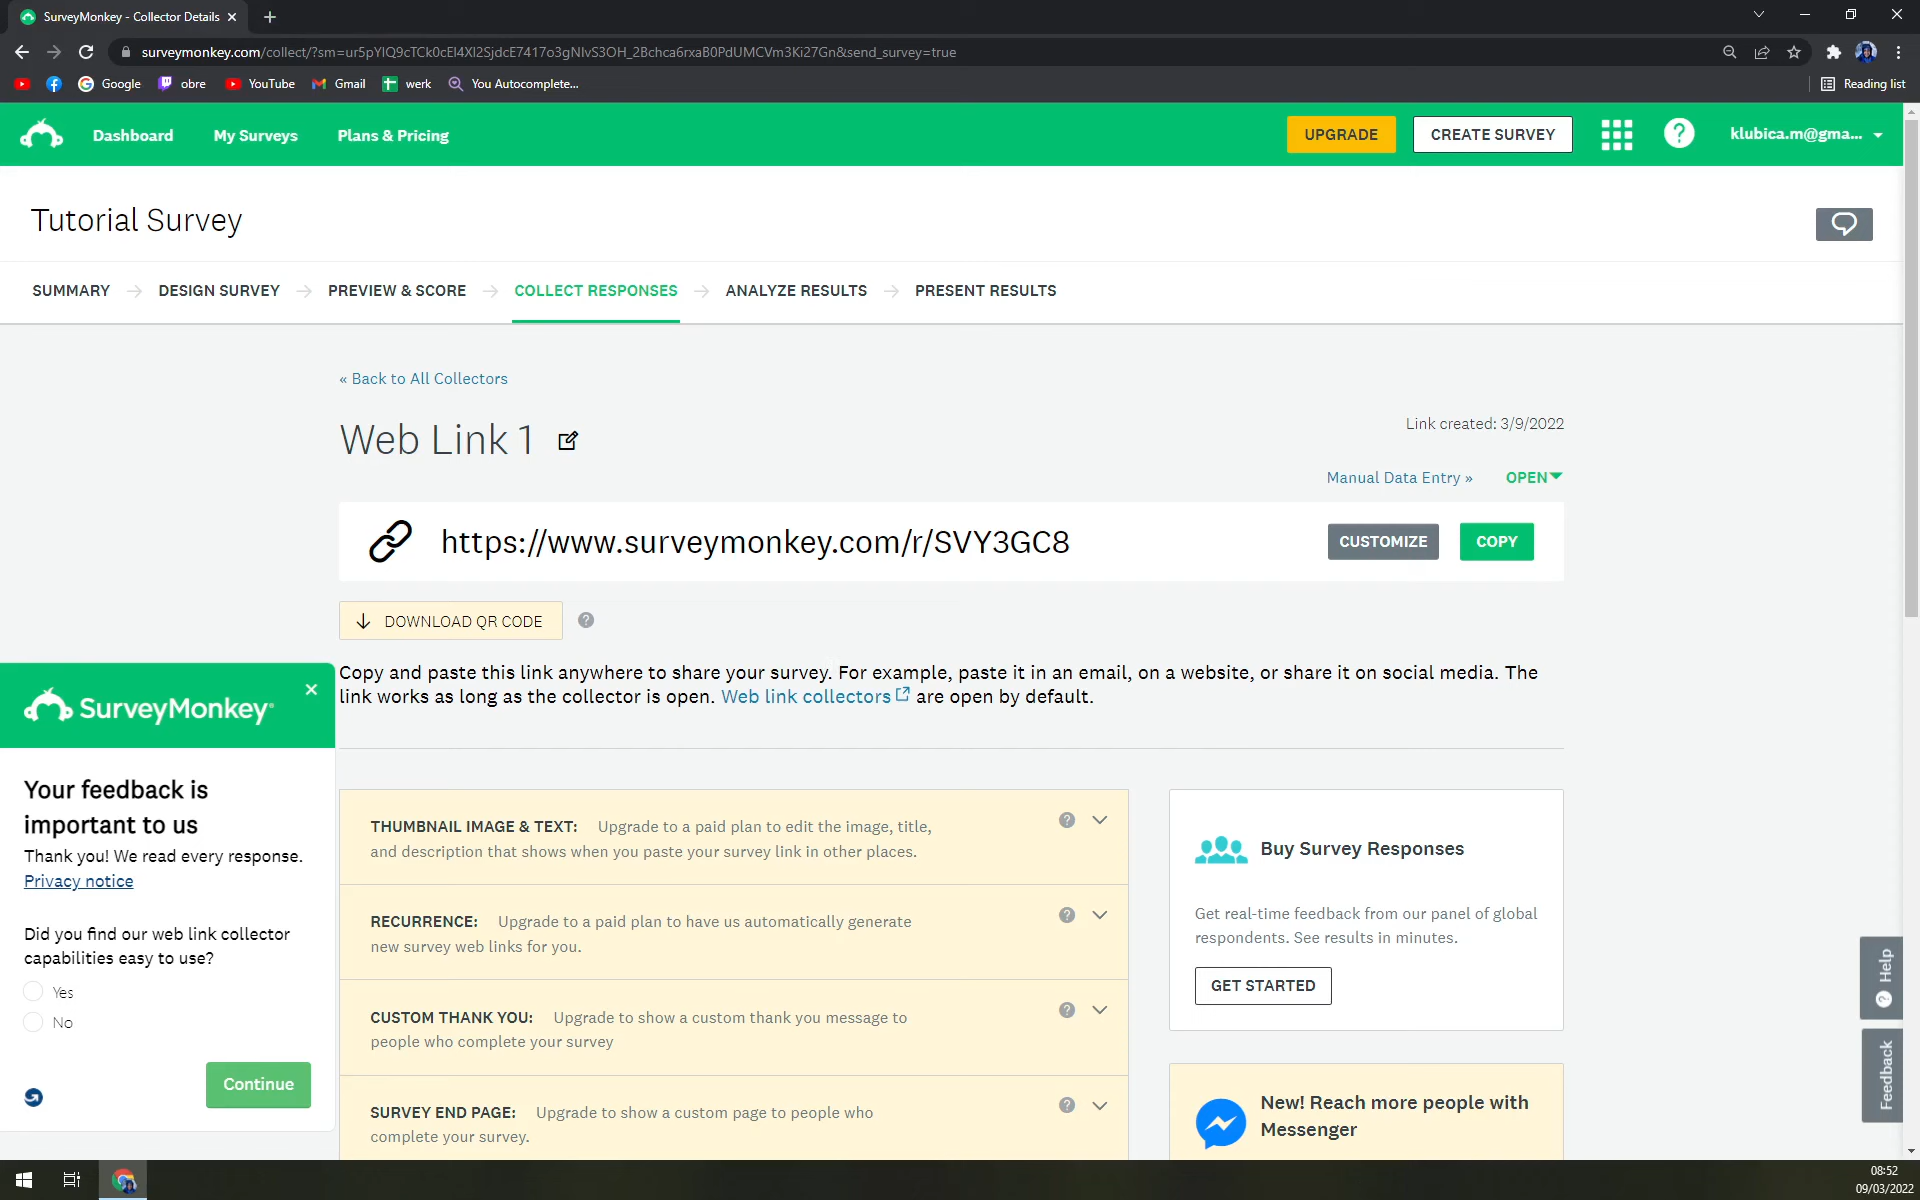 SurveyMonkey - Collector Details
surveymonkey.com/collect/?sm=ur5pYIQ9cTCk0cEI4XI2SjdcE7417o3gNIvS3OH_2Bchca6rxaB0PdUMCVm3Ki27Gn&send_survey=true
Google obre YouTube Gmail werk You Autocomplete... Reading list
Dashboard My Surveys Plans & Pricing UPGRADE CREATE SURVEY ? klubica.m@gma...
Tutorial Survey
SUMMARY DESIGN SURVEY PREVIEW & SCORE COLLECT RESPONSES ANALYZE RESULTS PRESENT RESULTS
« Back to All Collectors
Link created: 3/9/2022
Web Link 1
Manual Data Entry » OPEN
https://www.surveymonkey.com/r/SVY3GC8 CUSTOMIZE COPY
DOWNLOAD QR CODE ?
Copy and paste this link anywhere to share your survey. For example, paste it in an email, on a website, or share it on social media. The
link works as long as the collector is open. Web link collectors are open by default.
SurveyMonkey
Your feedback is
important to us
Thank you! We read every response.
Privacy notice
Did you find our web link collector
capabilities easy to use?
Yes
No
Continue
THUMBNAIL IMAGE & TEXT: Upgrade to a paid plan to edit the image, title, ?
and description that shows when you paste your survey link in other places.
RECURRENCE: Upgrade to a paid plan to have us automatically generate ?
new survey web links for you.
CUSTOM THANK YOU: Upgrade to show a custom thank you message to ?
people who complete your survey
SURVEY END PAGE: Upgrade to show a custom page to people who ?
complete your survey.
Buy Survey Responses
Get real-time feedback from our panel of global
respondents. See results in minutes.
GET STARTED
New! Reach more people with
Messenger
? Help
Feedback
08:52
09/03/2022